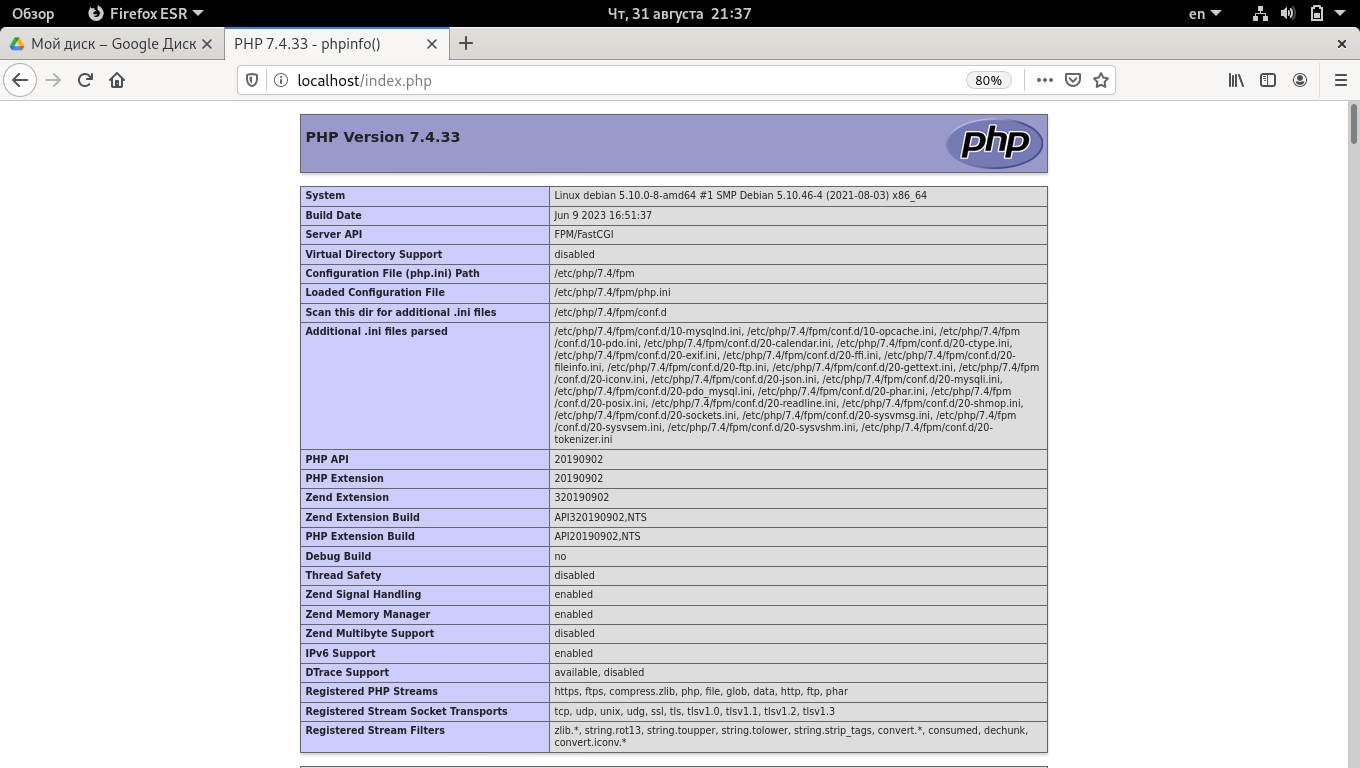 Обзор Firefox ESR Чт, 31 августа 21:37 en
Мой диск – Google Диск PHP 7.4.33 - phpinfo()
localhost/index.php 80%
PHP Version 7.4.33 php
System Linux debian 5.10.0-8-amd64 #1 SMP Debian 5.10.46-4 (2021-08-03) x86_64
Build Date Jun 9 2023 16:51:37
Server API FPM/FastCGI
Virtual Directory Support disabled
Configuration File (php.ini) Path /etc/php/7.4/fpm
Loaded Configuration File /etc/php/7.4/fpm/php.ini
Scan this dir for additional .ini files /etc/php/7.4/fpm/conf.d
Additional .ini files parsed /etc/php/7.4/fpm/conf.d/10-mysqlnd.ini, /etc/php/7.4/fpm/conf.d/10-opcache.ini, /etc/php/7.4/fpm
/conf.d/10-pdo.ini, /etc/php/7.4/fpm/conf.d/20-calendar.ini, /etc/php/7.4/fpm/conf.d/20-ctype.ini,
/etc/php/7.4/fpm/conf.d/20-exif.ini, /etc/php/7.4/fpm/conf.d/20-ffi.ini, /etc/php/7.4/fpm/conf.d/20-
fileinfo.ini, /etc/php/7.4/fpm/conf.d/20-ftp.ini, /etc/php/7.4/fpm/conf.d/20-gettext.ini, /etc/php/7.4/fpm
/conf.d/20-iconv.ini, /etc/php/7.4/fpm/conf.d/20-json.ini, /etc/php/7.4/fpm/conf.d/20-mysqli.ini,
/etc/php/7.4/fpm/conf.d/20-pdo_mysql.ini, /etc/php/7.4/fpm/conf.d/20-phar.ini, /etc/php/7.4/fpm
/conf.d/20-posix.ini, /etc/php/7.4/fpm/conf.d/20-readline.ini, /etc/php/7.4/fpm/conf.d/20-shmop.ini,
/etc/php/7.4/fpm/conf.d/20-sockets.ini, /etc/php/7.4/fpm/conf.d/20-sysvmsg.ini, /etc/php/7.4/fpm
/conf.d/20-sysvsem.ini, /etc/php/7.4/fpm/conf.d/20-sysvshm.ini, /etc/php/7.4/fpm/conf.d/20-
tokenizer.ini
PHP API 20190902
PHP Extension 20190902
Zend Extension 320190902
Zend Extension Build API320190902,NTS
PHP Extension Build API20190902,NTS
Debug Build no
Thread Safety disabled
Zend Signal Handling enabled
Zend Memory Manager enabled
Zend Multibyte Support disabled
IPv6 Support enabled
DTrace Support available, disabled
Registered PHP Streams https, ftps, compress.zlib, php, file, glob, data, http, ftp, phar
Registered Stream Socket Transports tcp, udp, unix, udg, ssl, tls, tlsv1.0, tlsv1.1, tlsv1.2, tlsv1.3
Registered Stream Filters zlib.*, string.rot13, string.toupper, string.tolower, string.strip_tags, convert.*, consumed, dechunk,
convert.iconv.*